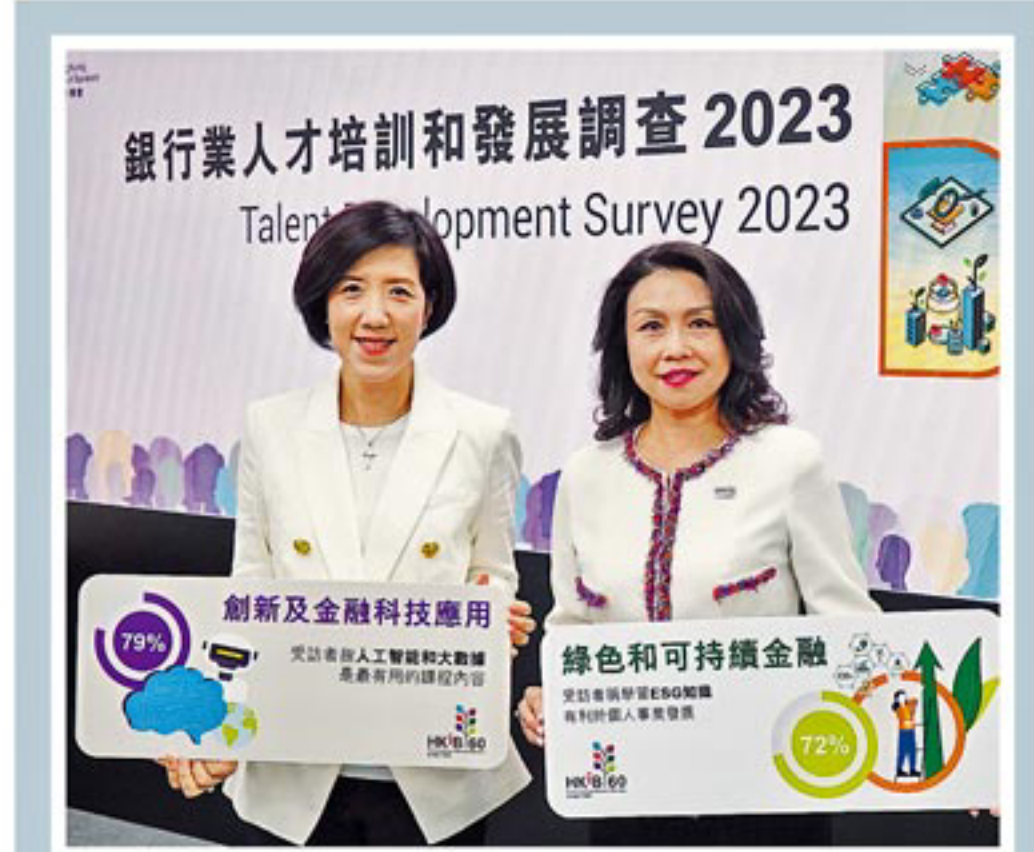 銀行業人才培訓和發展調查 2023
Talent Development Survey 2023
創新及金融科技應用
79%
受訪者指人工智能和大數據
是最有用的課程內容
HKIB 60
綠色和可持續金融
受訪者稱學習ESG知識
有利於個人事業發展
72%
HKIB 60